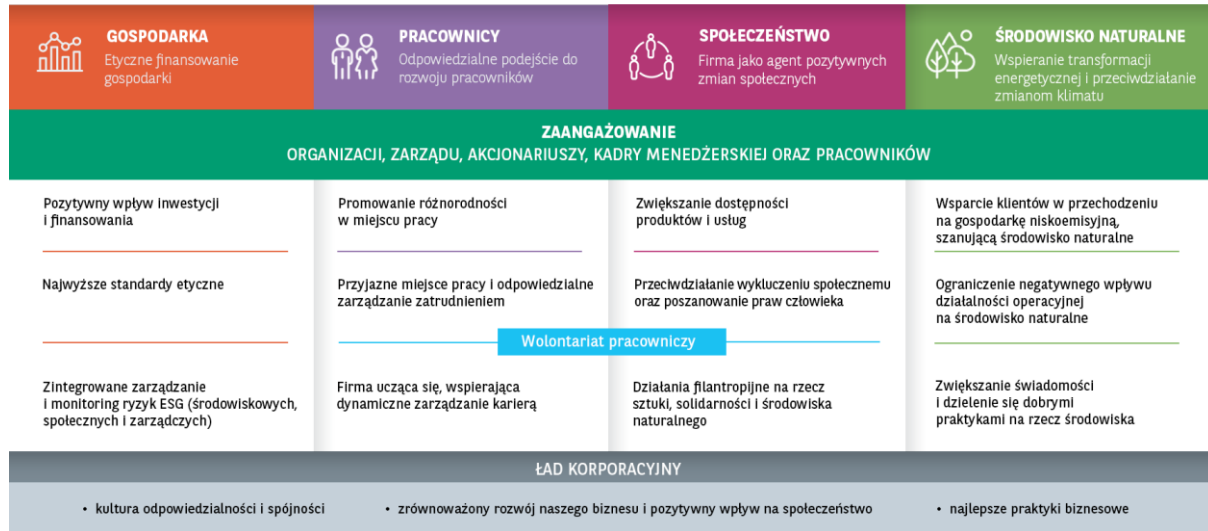 GOSPODARKA
Etyczne finansowanie
gospodarki
PRACOWNICY
Odpowiedzialne podejście do
rozwoju pracowników
SPOŁECZEŃSTWO
Firma jako agent pozytywnych
zmian społecznych
ŚRODOWISKO NATURALNE
Wspieranie transformacji
energetycznej i przeciwdziałanie
zmianom klimatu
ZAANGAŻOWANIE
ORGANIZACJI, ZARZĄDU, AKCJONARIUSZY, KADRY MENEDŻERSKIEJ ORAZ PRACOWNIKÓW
Pozytywny wpływ inwestycji
i finansowania
Promowanie różnorodności
w miejscu pracy
Zwiększanie dostępności
produktów i usług
Wsparcie klientów w przechodzeniu
na gospodarkę niskoemisyjną,
szanującą środowisko naturalne
Najwyższe standardy etyczne
Przyjazne miejsce pracy i odpowiedzialne
zarządzanie zatrudnieniem
Przeciwdziałanie wykluczeniu społecznemu
oraz poszanowanie praw człowieka
Ograniczenie negatywnego wpływu
działalności operacyjnej
na środowisko naturalne
Wolontariat pracowniczy
Zintegrowane zarządzanie
i monitoring ryzyk ESG (środowiskowych,
społecznych i zarządczych)
Firma ucząca się, wspierająca
dynamiczne zarządzanie karierą
Działania filantropijne na rzecz
sztuki, solidarności i środowiska
naturalnego
Zwiększanie świadomości
i dzielenie się dobrymi
praktykami na rzecz środowiska
ŁAD KORPORACYJNY
• kultura odpowiedzialności i spójności
• zrównoważony rozwój naszego biznesu i pozytywny wpływ na społeczeństwo
• najlepsze praktyki biznesowe